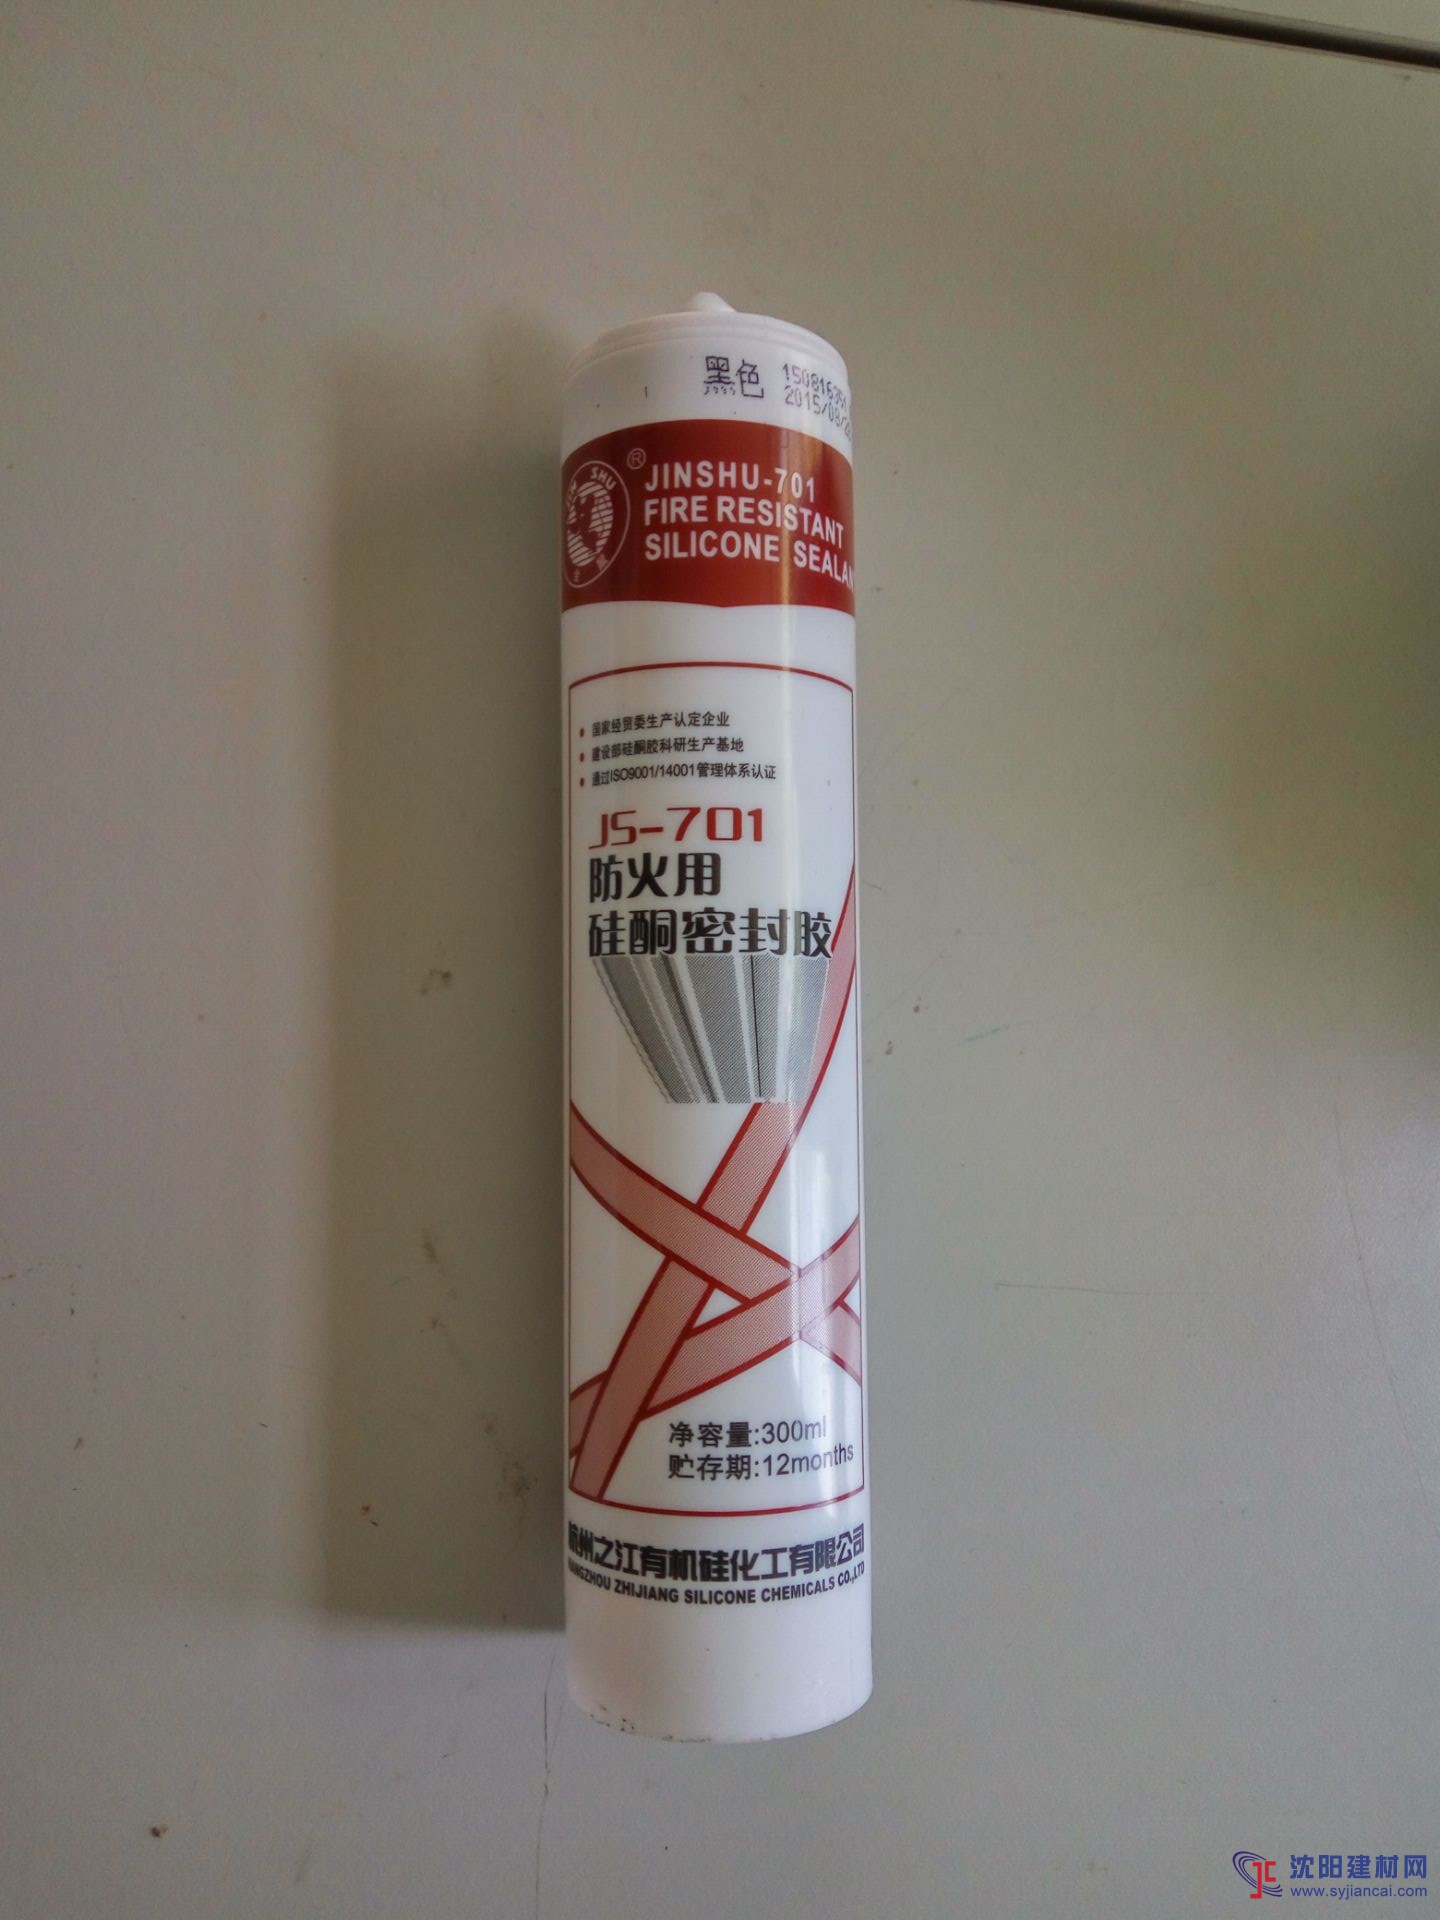 黑色
2015/08/2
®
SHU
JINSHU-701
FIRE RESISTANT
SILICONE SEALAN
国家经贸委生产认定企业
建设部硅酮胶科研生产基地
通过ISO9001/14001管理体系认证
JS-701
防火用
硅酮密封胶
净容量:300ml
贮存期:12months
杭州之江有机硅化工有限公司
HANGZHOU ZHIJIANG SILICONE CHEMICALS CO.,LTD
沈阳建材网
www.syjiancai.com